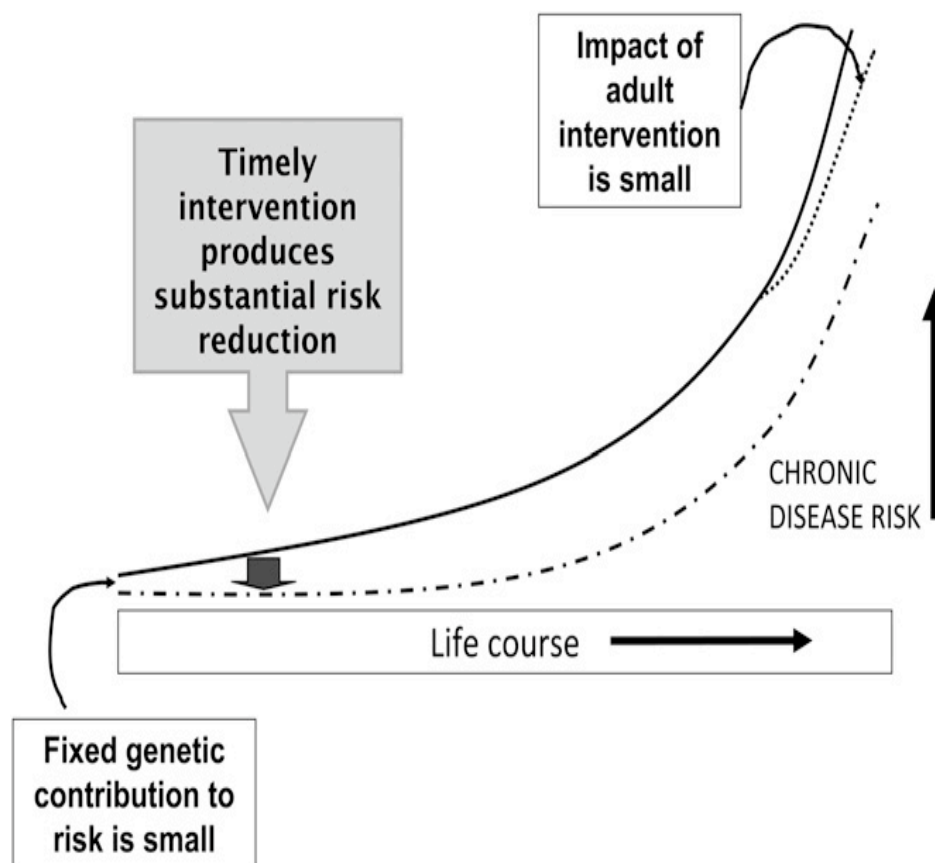 Impact of
adult
intervention
is small
Timely
intervention
produces
substantial risk
reduction
CHRONIC
DISEASE RISK
Life course
Fixed genetic
contribution to
risk is small